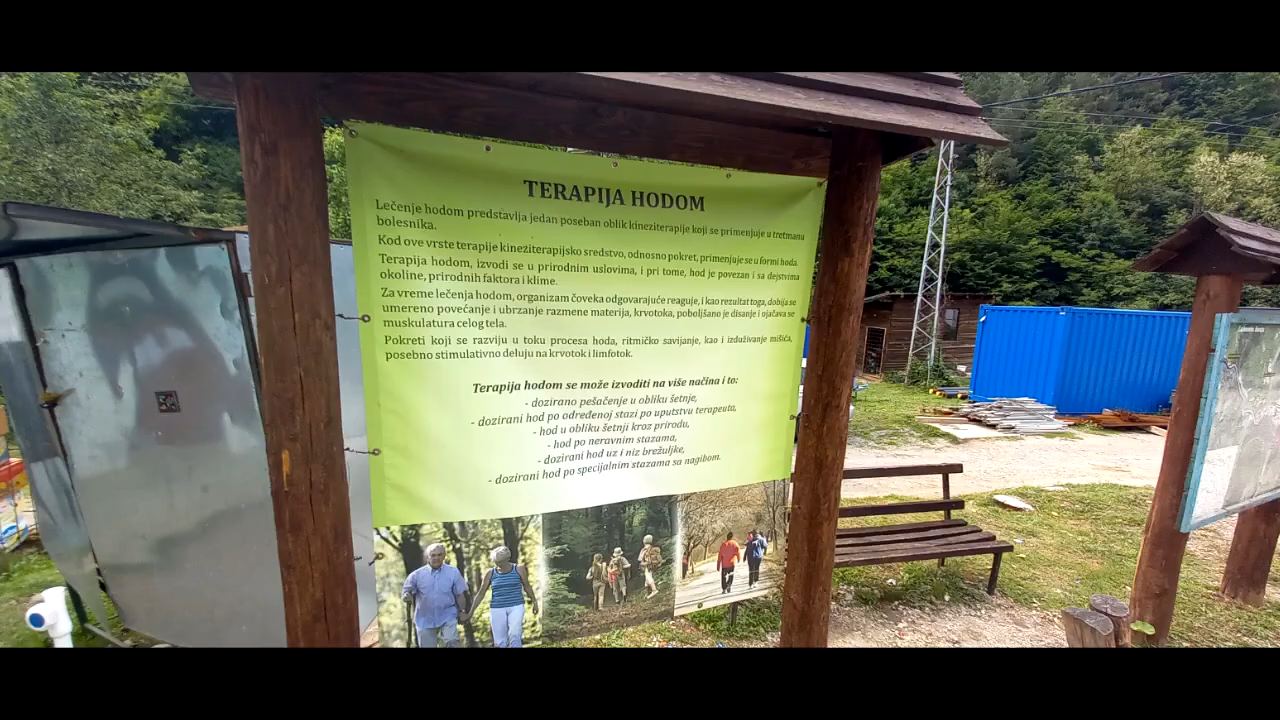 TERAPIJA HODOM
Lečenje hodom predstavlja jedan poseban oblik kineziterapije koji se primenjuje u tretmanu
bolesnika.
Kod ove vrste terapije kineziterapijsko sredstvo, odnosno pokret, primenjuje se u formi hoda.
Terapija hodom, izvodi se u prirodnim uslovima, i pri tome, hod je povezan i sa dejstvima
okoline, prirodnih faktora i klime.
Za vreme lečenja hodom, organizam čoveka odgovarajuće reaguje, i kao rezultat toga, dobija se
umereno povećanje i ubrzanje razmene materija, krvotoka, poboljšano je disanje i ojačava se
muskulatura celog tela.
Pokreti koji se razviju u toku procesa hoda, ritmičko savijanje, kao i izduživanje mišića,
posebno stimulativno deluju na krvotok i limfotok.
Terapija hodom se može izvoditi na više načina i to:
- dozirano pešačenje u obliku šetnje,
- dozirani hod po određenoj stazi po uputstvu terapeuta,
- hod u obliku šetnji kroz prirodu,
- hod po neravnim stazama,
- dozirani hod uz i niz brežuljke,
- dozirani hod po specijalnim stazama sa nagibom.